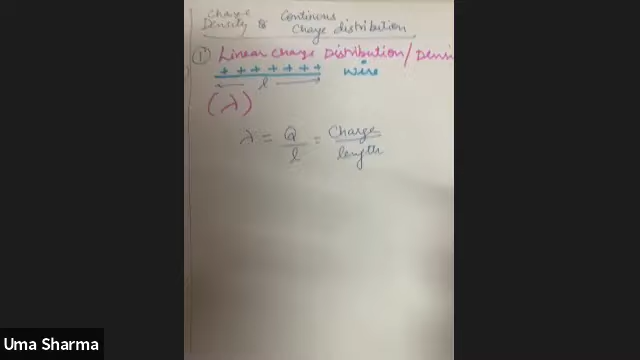 Charge Density & Continous Charge distribution
① Linear Charge Distribution / Densi
+ + + + + + + wire
l
(λ)
λ = Q / l = Charge / length
Uma Sharma